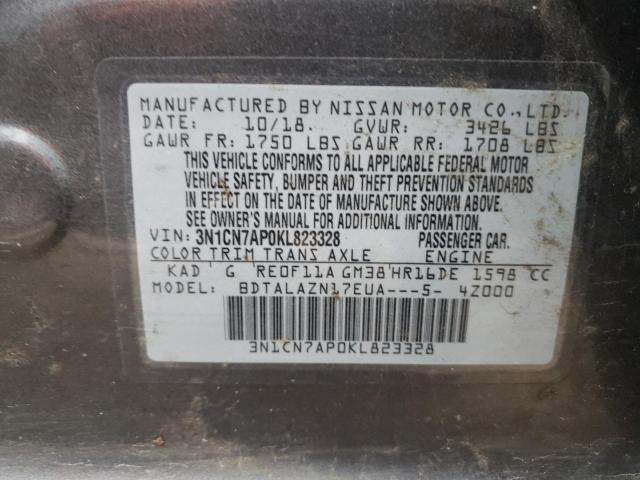 MANUFACTURED BY NISSAN MOTOR CO.,LTD.
DATE: 10/18. GVWR: 3426 LBS
GAWR FR: 1750 LBS GAWR RR: 1708 LBS
THIS VEHICLE CONFORMS TO ALL APPLICABLE FEDERAL MOTOR
VEHICLE SAFETY, BUMPER AND THEFT PREVENTION STANDARDS
IN EFFECT ON THE DATE OF MANUFACTURE SHOWN ABOVE.
SEE OWNER'S MANUAL FOR ADDITIONAL INFORMATION.
VIN: 3N1CN7AP0KL823328 PASSENGER CAR.
COLOR TRIM TRANS AXLE ENGINE
KAD G RE0F11A GM38 HR16DE 1598 CC
MODEL: BDTALAZN17EUA---5- 4Z000
3N1CN7AP0KL823328